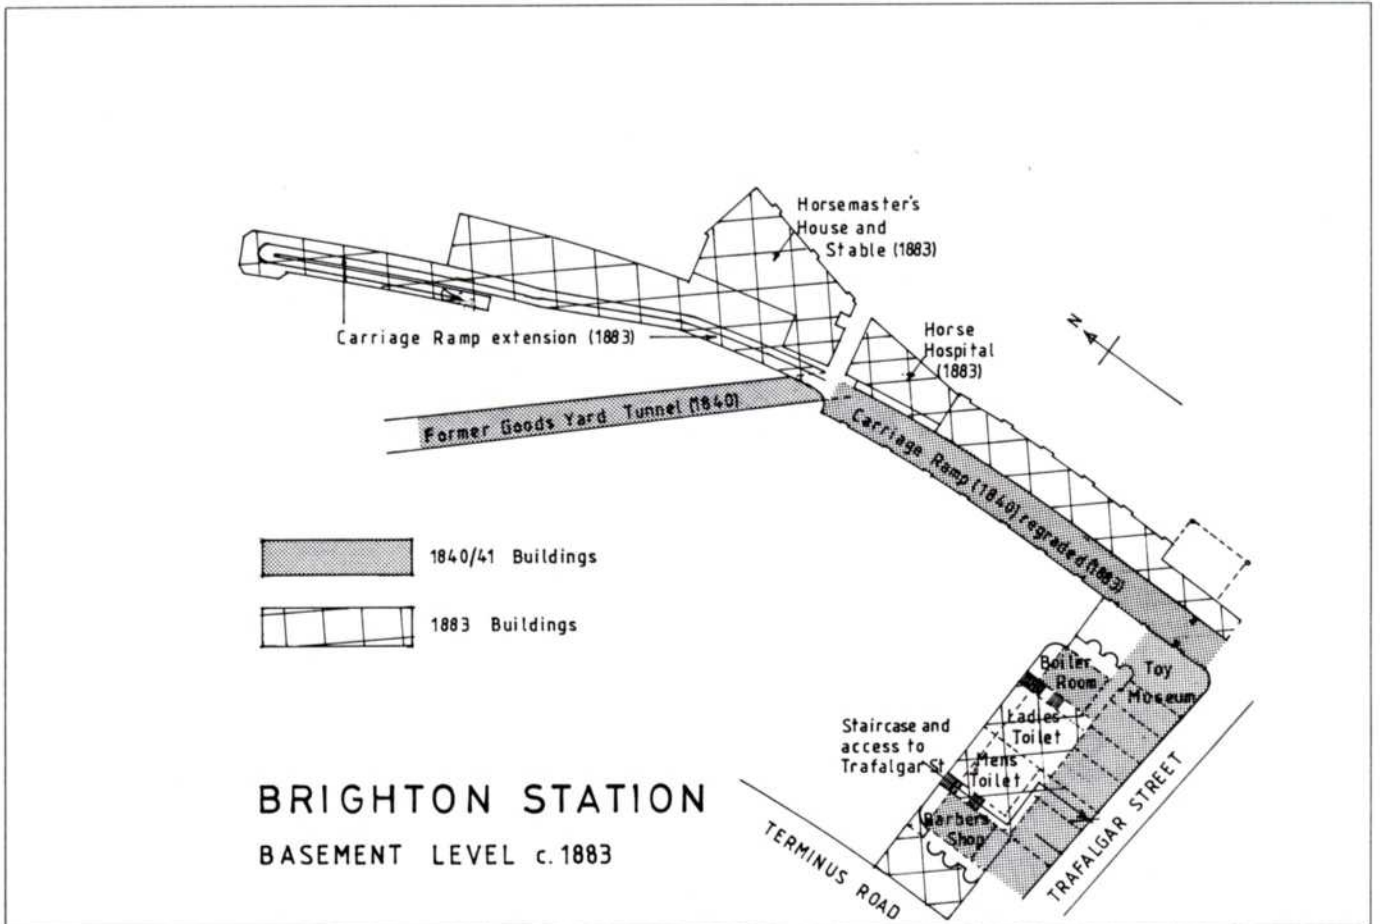 Horsemaster's
House and
Stable (1883)
Carriage Ramp extension (1883)
Horse
Hospital
(1883)
N
Former Goods Yard Tunnel (1840)
Carriage Ramp (1840) regraded (1883)
1840/41 Buildings
1883 Buildings
Boiler
Room
Toy
Museum
Ladies
Toilet
Staircase and
access to
Trafalgar St
Mens
Toilet
Barbers
Shop
BRIGHTON STATION
BASEMENT LEVEL c. 1883
TERMINUS ROAD
TRAFALGAR STREET